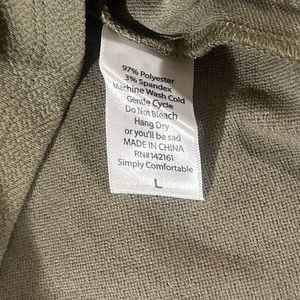 97% Polyester
3% Spandex
Machine Wash Cold
Gentle Cycle
Do Not Bleach
Hang Dry
or you'll be sad
MADE IN CHINA
RN#142161
Simply Comfortable
L